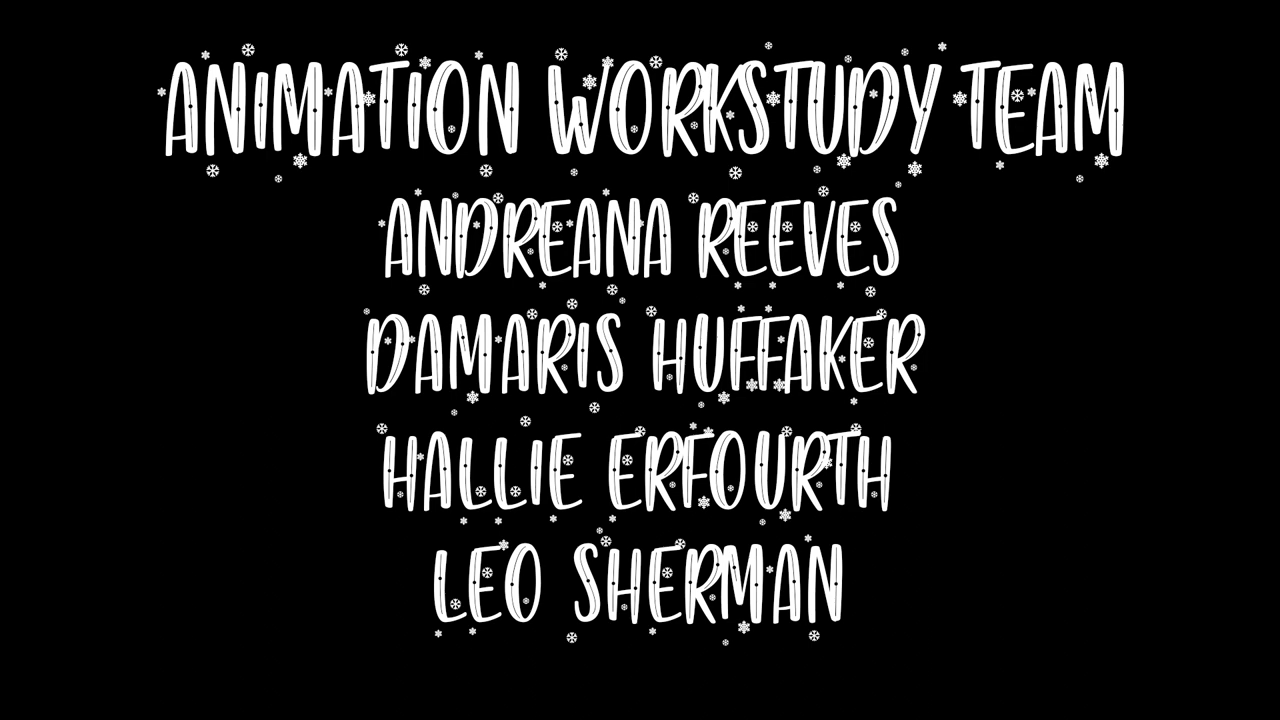 ANIMATION WORKSTUDY TEAM
ANDREANA REEVES
DAMARIS HUFFAKER
HALLIE ERFOURTH
LEO SHERMAN